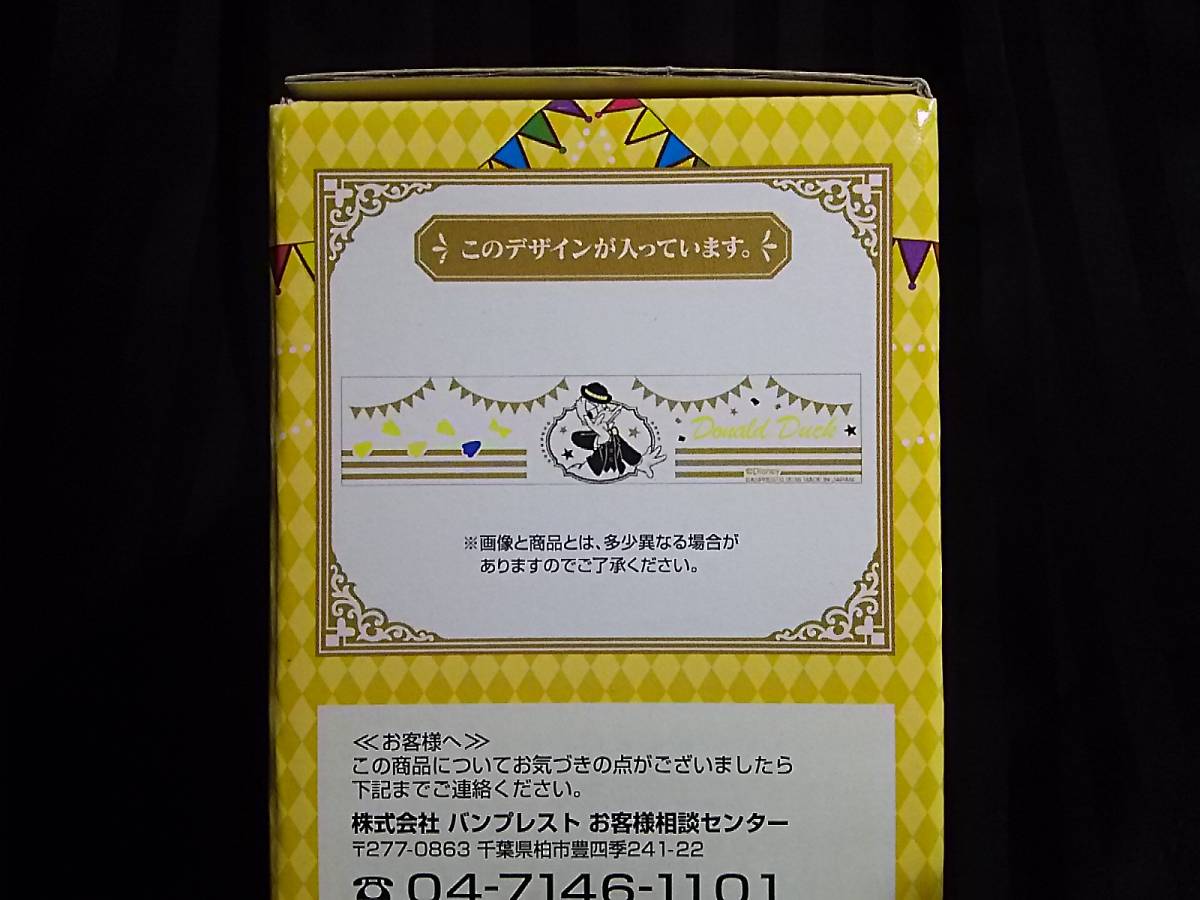 このデザインが入っています。
Donald Duck
©Disney
※画像と商品とは、多少異なる場合が
ありますのでご了承ください。
≪お客様へ≫
この商品についてお気づきの点がございましたら
下記までご連絡ください。
株式会社 バンプレスト お客様相談センター
〒277-0863 千葉県柏市豊四季241-22
☎04-7146-1101